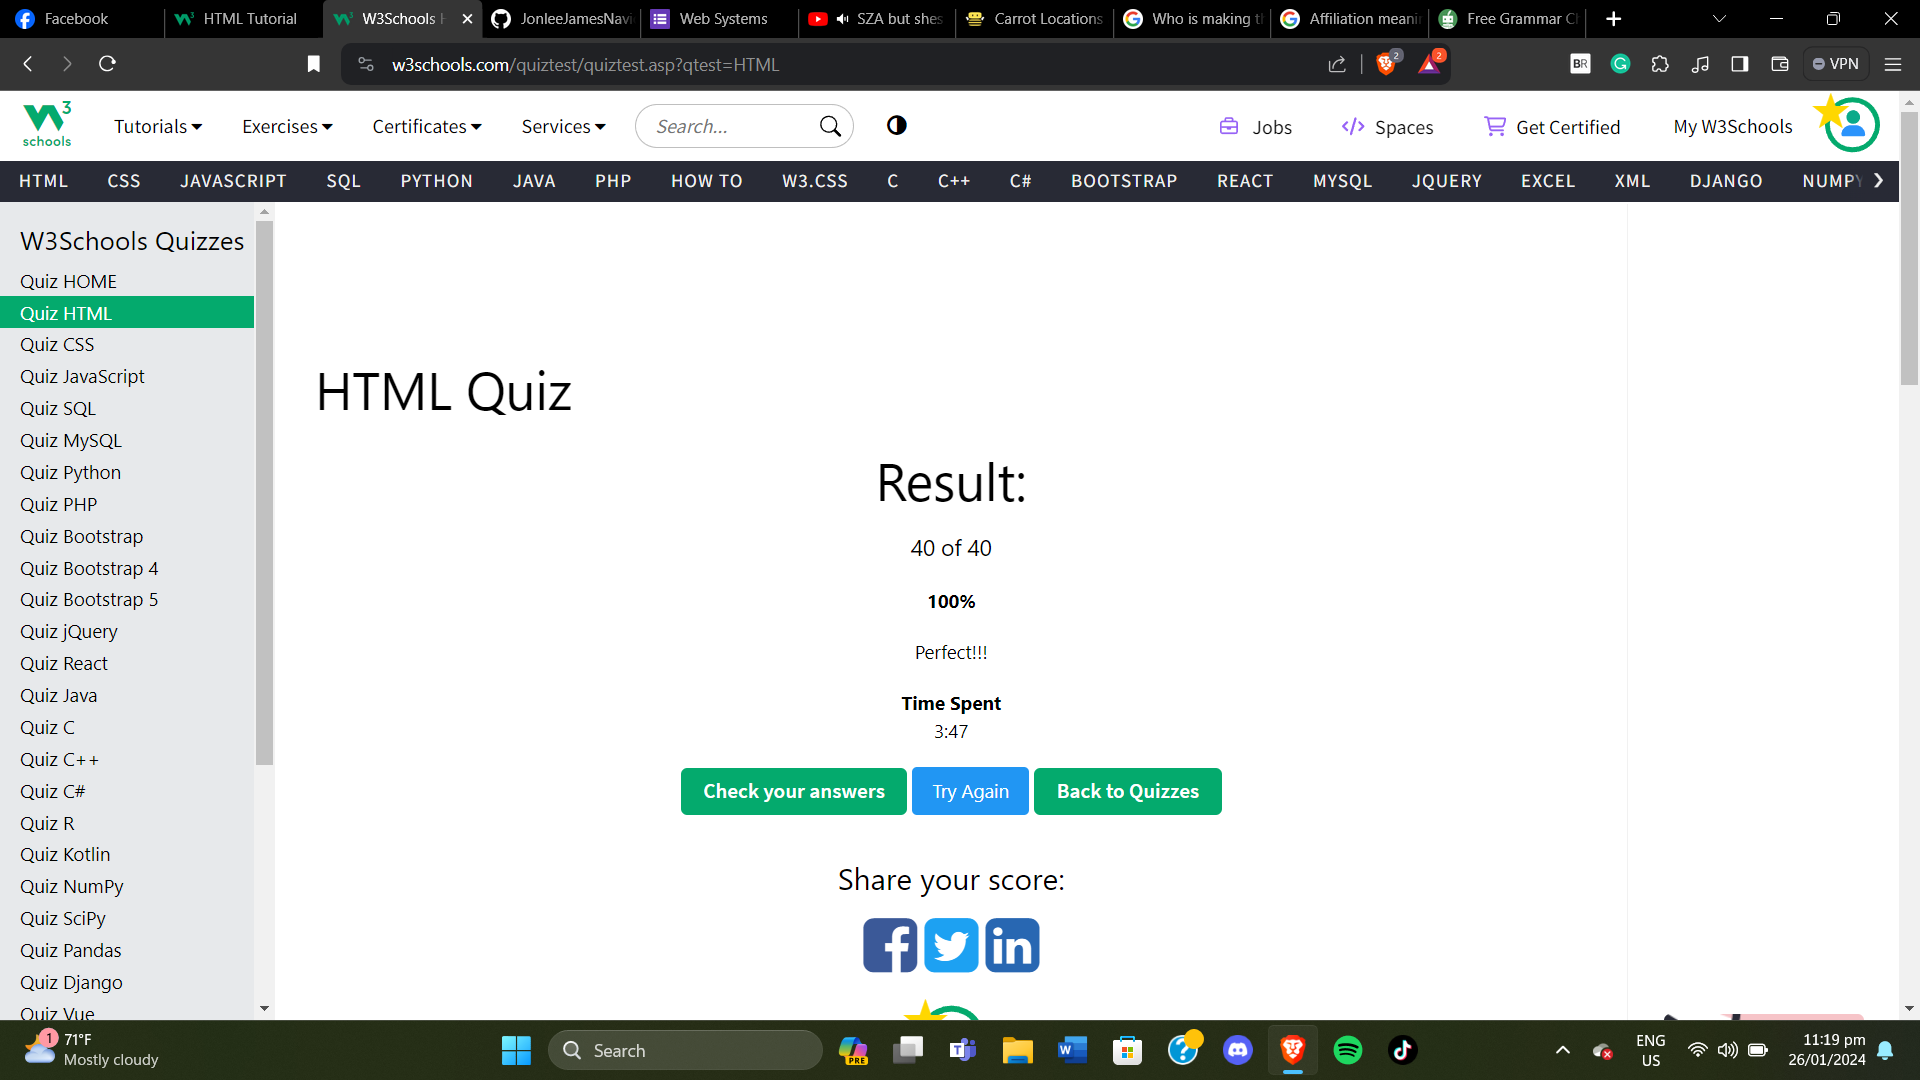 Facebook
HTML Tutorial
W3Schools H
JonleeJamesNavi
Web Systems
SZA but shes
Carrot Locations
Who is making t
Affiliation meani
Free Grammar C
w3schools.com/quiztest/quiztest.asp?qtest=HTML
2
2
BR
VPN
3
schools
Tutorials
Exercises
Certificates
Services
Search...
Jobs
Spaces
Get Certified
My W3Schools
HTML CSS JAVASCRIPT SQL PYTHON JAVA PHP HOW TO W3.CSS C C++ C# BOOTSTRAP REACT MYSQL JQUERY EXCEL XML DJANGO NUMPY
W3Schools Quizzes
Quiz HOME
Quiz HTML
Quiz CSS
Quiz JavaScript
Quiz SQL
Quiz MySQL
Quiz Python
Quiz PHP
Quiz Bootstrap
Quiz Bootstrap 4
Quiz Bootstrap 5
Quiz jQuery
Quiz React
Quiz Java
Quiz C
Quiz C++
Quiz C#
Quiz R
Quiz Kotlin
Quiz NumPy
Quiz SciPy
Quiz Pandas
Quiz Django
Quiz Vue
HTML Quiz
Result:
40 of 40
100%
Perfect!!!
Time Spent
3:47
Check your answers
Try Again
Back to Quizzes
Share your score:
1
71°F
Mostly cloudy
Search
PRE
ENG
US
11:19 pm
26/01/2024